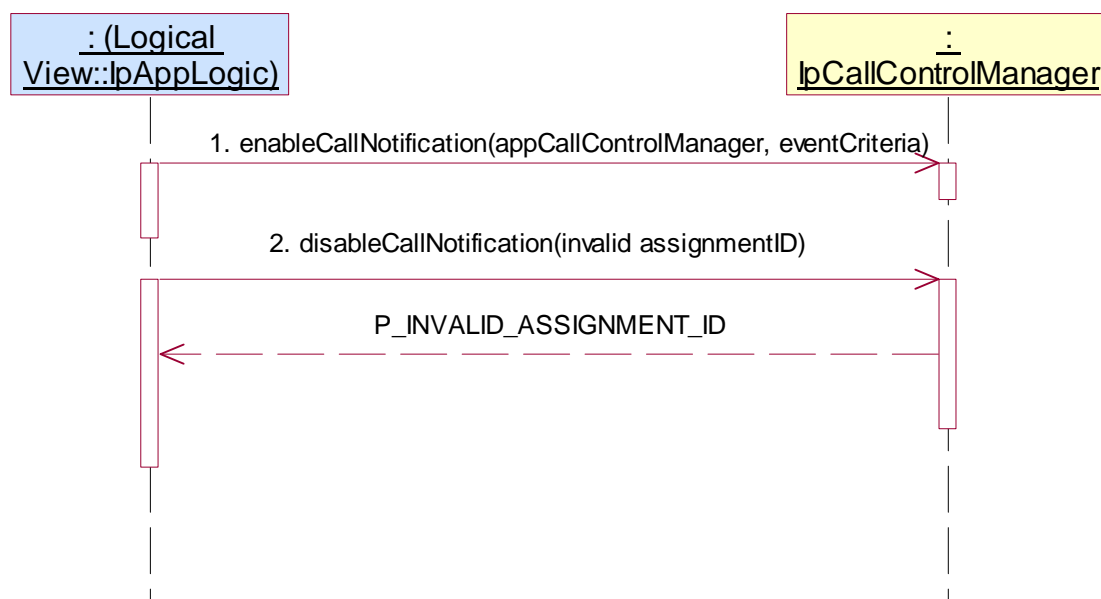 : (Logical
View::IpAppLogic)
:
IpCallControlManager
1. enableCallNotification(appCallControlManager, eventCriteria)
2. disableCallNotification(invalid assignmentID)
P_INVALID_ASSIGNMENT_ID